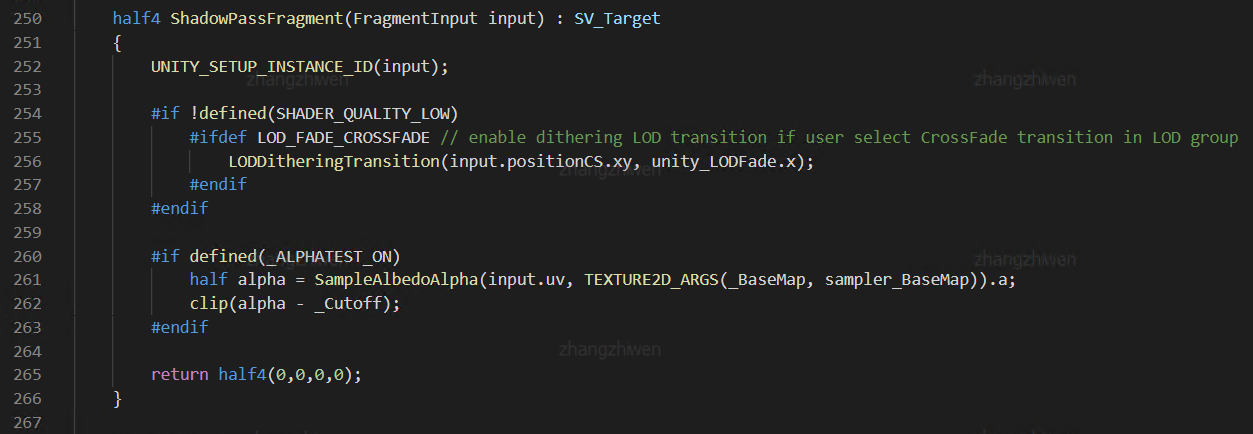 250 half4 ShadowPassFragment(FragmentInput input) : SV_Target
251 {
252 UNITY_SETUP_INSTANCE_ID(input);
zhangzhiwen zhangzhiwen
253
254 #if !defined(SHADER_QUALITY_LOW)
255 #ifdef LOD_FADE_CROSSFADE // enable dithering LOD transition if user select CrossFade transition in LOD group
256 LODDitheringTransition(input.positionCS.xy, unity_LODFade.x);
zhangzhiwen
257 #endif
258 #endif
259
260 #if defined(_ALPHATEST_ON)
zhangzhiwen zhangzhiwen
261 half alpha = SampleAlbedoAlpha(input.uv, TEXTURE2D_ARGS(_BaseMap, sampler_BaseMap)).a;
262 clip(alpha - _Cutoff);
263 #endif
264
zhangzhiwen
265 return half4(0,0,0,0);
266 }
267